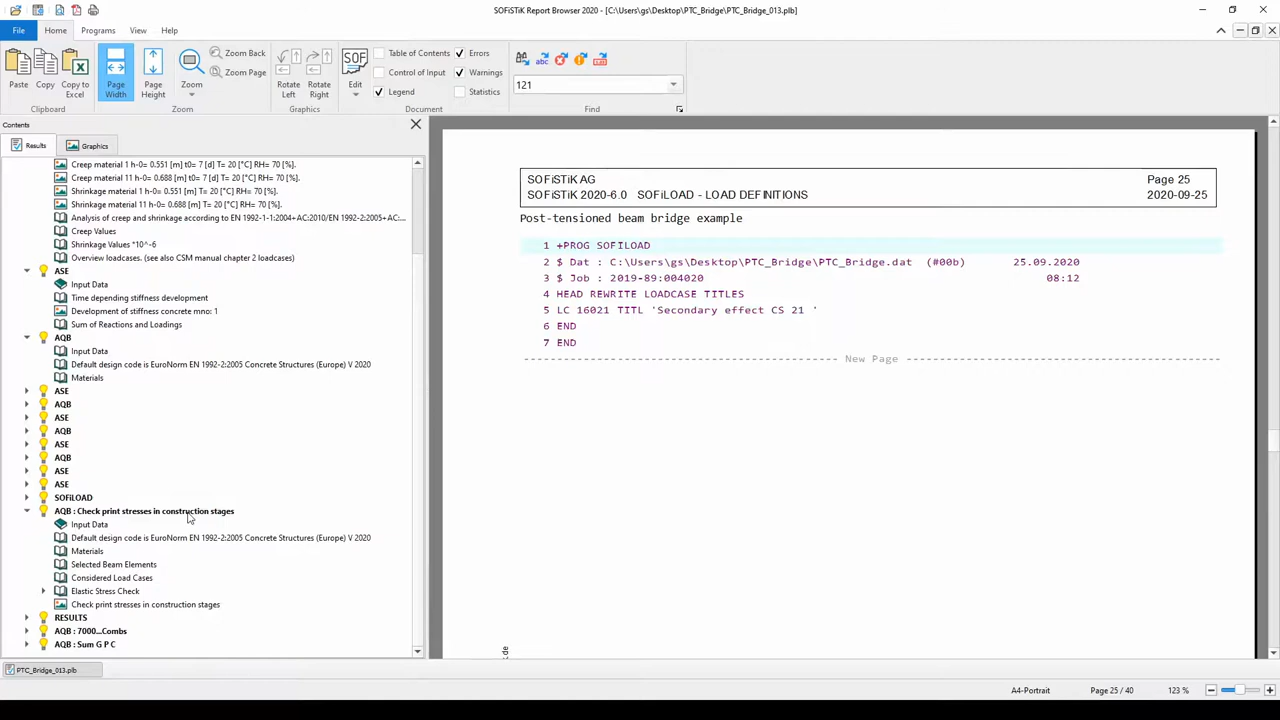 SOFiSTiK Report Browser 2020 - [C:\Users\gs\Desktop\PTC_Bridge\PTC_Bridge_013.plb]
File
Home
Programs
View
Help
Paste
Copy
Copy to
Excel
Clipboard
Page
Width
Page
Height
Zoom
Zoom Back
Zoom Page
Zoom
Rotate
Left
Rotate
Right
Graphics
SOF
Edit
Table of Contents
Control of Input
Legend
Errors
Warnings
Statistics
Document
abc
121
Find
Contents
Results
Graphics
Creep material 1 h-0= 0.551 [m] t0= 7 [d] T= 20 [°C] RH= 70 [%].
Creep material 11 h-0= 0.688 [m] t0= 7 [d] T= 20 [°C] RH= 70 [%].
Shrinkage material 1 h-0= 0.551 [m] T= 20 [°C] RH= 70 [%].
Shrinkage material 11 h-0= 0.688 [m] T= 20 [°C] RH= 70 [%].
Analysis of creep and shrinkage according to EN 1992-1-1:2004+AC:2010/EN 1992-2:2005+AC:...
Creep Values
Shrinkage Values *10^-6
Overview loadcases. (see also CSM manual chapter 2 loadcases)
ASE
Input Data
Time depending stiffness development
Development of stiffness concrete mno: 1
Sum of Reactions and Loadings
AQB
Input Data
Default design code is EuroNorm EN 1992-2:2005 Concrete Structures (Europe) V 2020
Materials
ASE
AQB
ASE
AQB
ASE
AQB
ASE
ASE
SOFiLOAD
AQB : Check print stresses in construction stages
Input Data
Default design code is EuroNorm EN 1992-2:2005 Concrete Structures (Europe) V 2020
Materials
Selected Beam Elements
Considered Load Cases
Elastic Stress Check
Check print stresses in construction stages
RESULTS
AQB : 7000...Combs
AQB : Sum G P C
SOFiSTiK AG
Page 25
SOFiSTiK 2020-6.0 SOFiLOAD - LOAD DEFINITIONS
2020-09-25
Post-tensioned beam bridge example
1 +PROG SOFILOAD
2 $ Dat : C:\Users\gs\Desktop\PTC_Bridge\PTC_Bridge.dat (#00b) 25.09.2020
3 $ Job : 2019-89:004020 08:12
4 HEAD REWRITE LOADCASE TITLES
5 LC 16021 TITL 'Secondary effect CS 21 '
6 END
7 END
New Page
PTC_Bridge_013.plb
A4-Portrait
Page 25 / 40
123 %